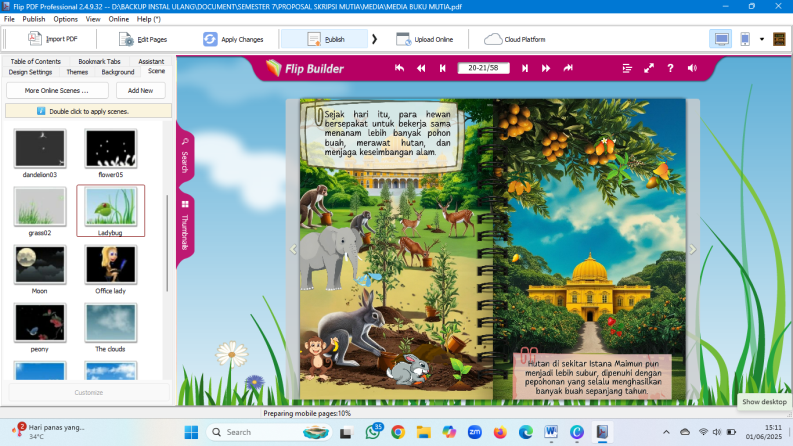 Flip PDF Professional 2.4.9.32 -- D:\BACKUP INSTAL ULANG\DOCUMENT\SEMESTER 7\PROPOSAL SKRIPSI MUTIA\MEDIA\MEDIA BUKU MUTIA.pdf
File Publish Options View Online Help (*)
Import PDF Edit Pages Apply Changes Publish Upload Online Cloud Platform
Table of Contents Bookmark Tabs Assistant
Design Settings Themes Background Scene
More Online Scenes ... Add New
Double click to apply scenes.
dandelion03 flower05
grass02 Ladybug
Moon Office lady
peony The clouds
Customize
Flip Builder
20-21/58
Search
Thumbnails
Sejak hari itu, para hewan
bersepakat untuk bekerja sama
menanam lebih banyak pohon
buah, merawat hutan, dan
menjaga keseimbangan alam.
Hutan di sekitar Istana Maimun pun
menjadi lebih subur, dipenuhi dengan
pepohonan yang selalu menghasilkan
banyak buah sepanjang tahun.
Show desktop
Preparing mobile pages:10%
2
Hari panas yang...
34°C
Search
35
zm
15:11
01/06/2025